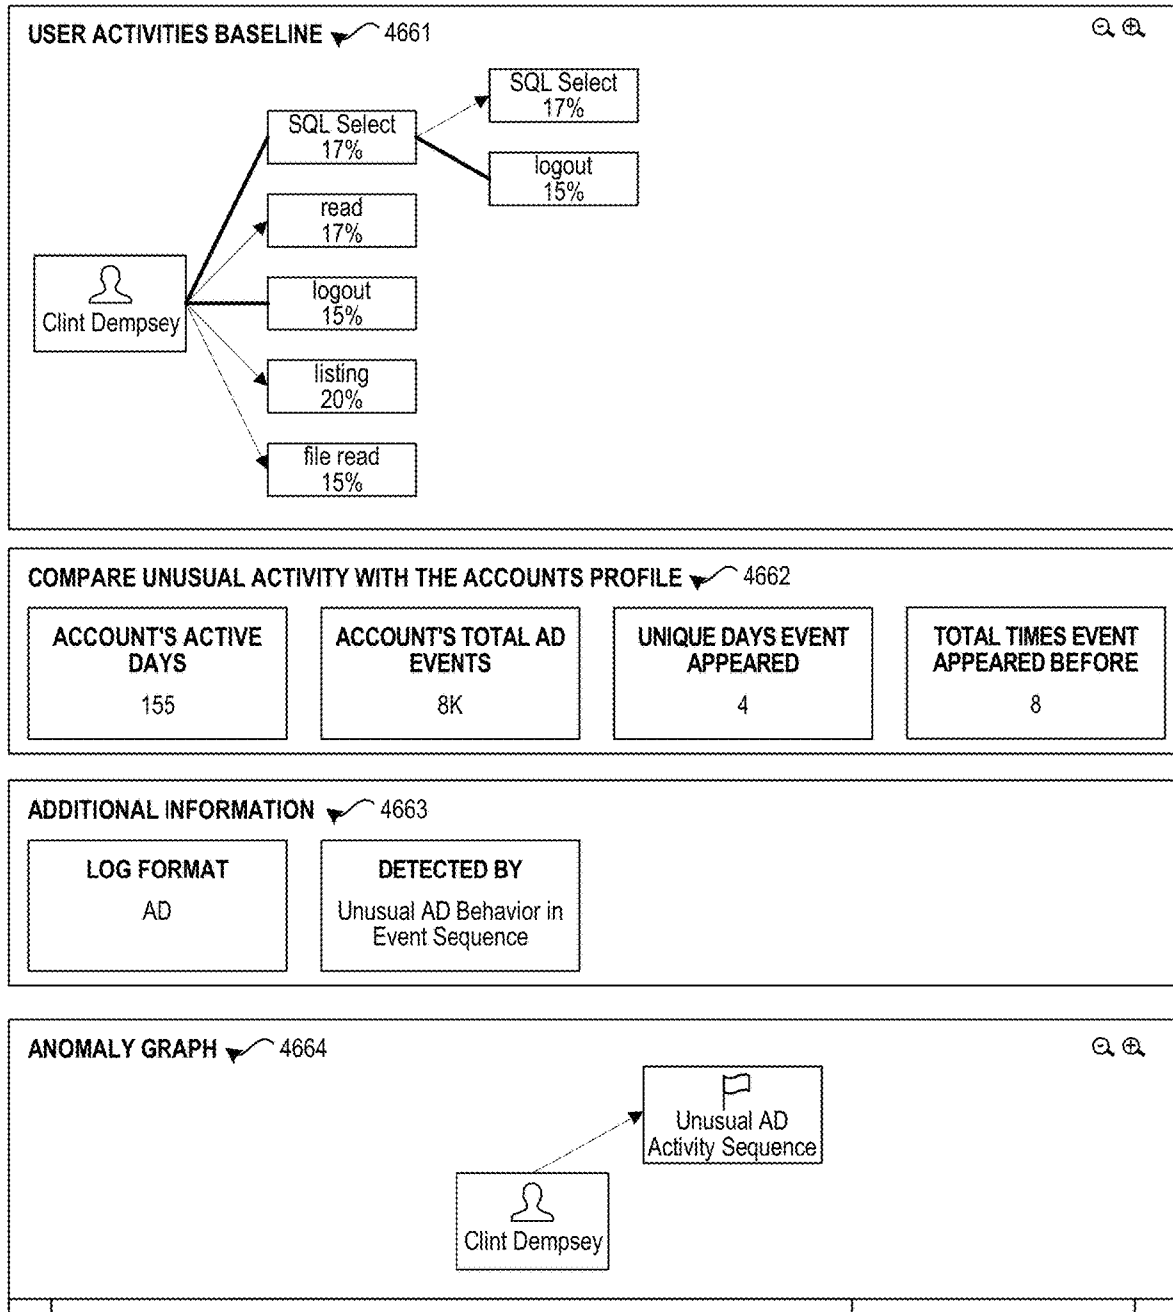 USER ACTIVITIES BASELINE 4661
SQL Select
17%
SQL Select
17%
logout
15%
read
17%
Clint Dempsey
logout
15%
listing
20%
file read
15%
COMPARE UNUSUAL ACTIVITY WITH THE ACCOUNTS PROFILE 4662
ACCOUNT'S ACTIVE
DAYS
155
ACCOUNT'S TOTAL AD
EVENTS
8K
UNIQUE DAYS EVENT
APPEARED
4
TOTAL TIMES EVENT
APPEARED BEFORE
8
ADDITIONAL INFORMATION 4663
LOG FORMAT
AD
DETECTED BY
Unusual AD Behavior in
Event Sequence
ANOMALY GRAPH 4664
Unusual AD
Activity Sequence
Clint Dempsey